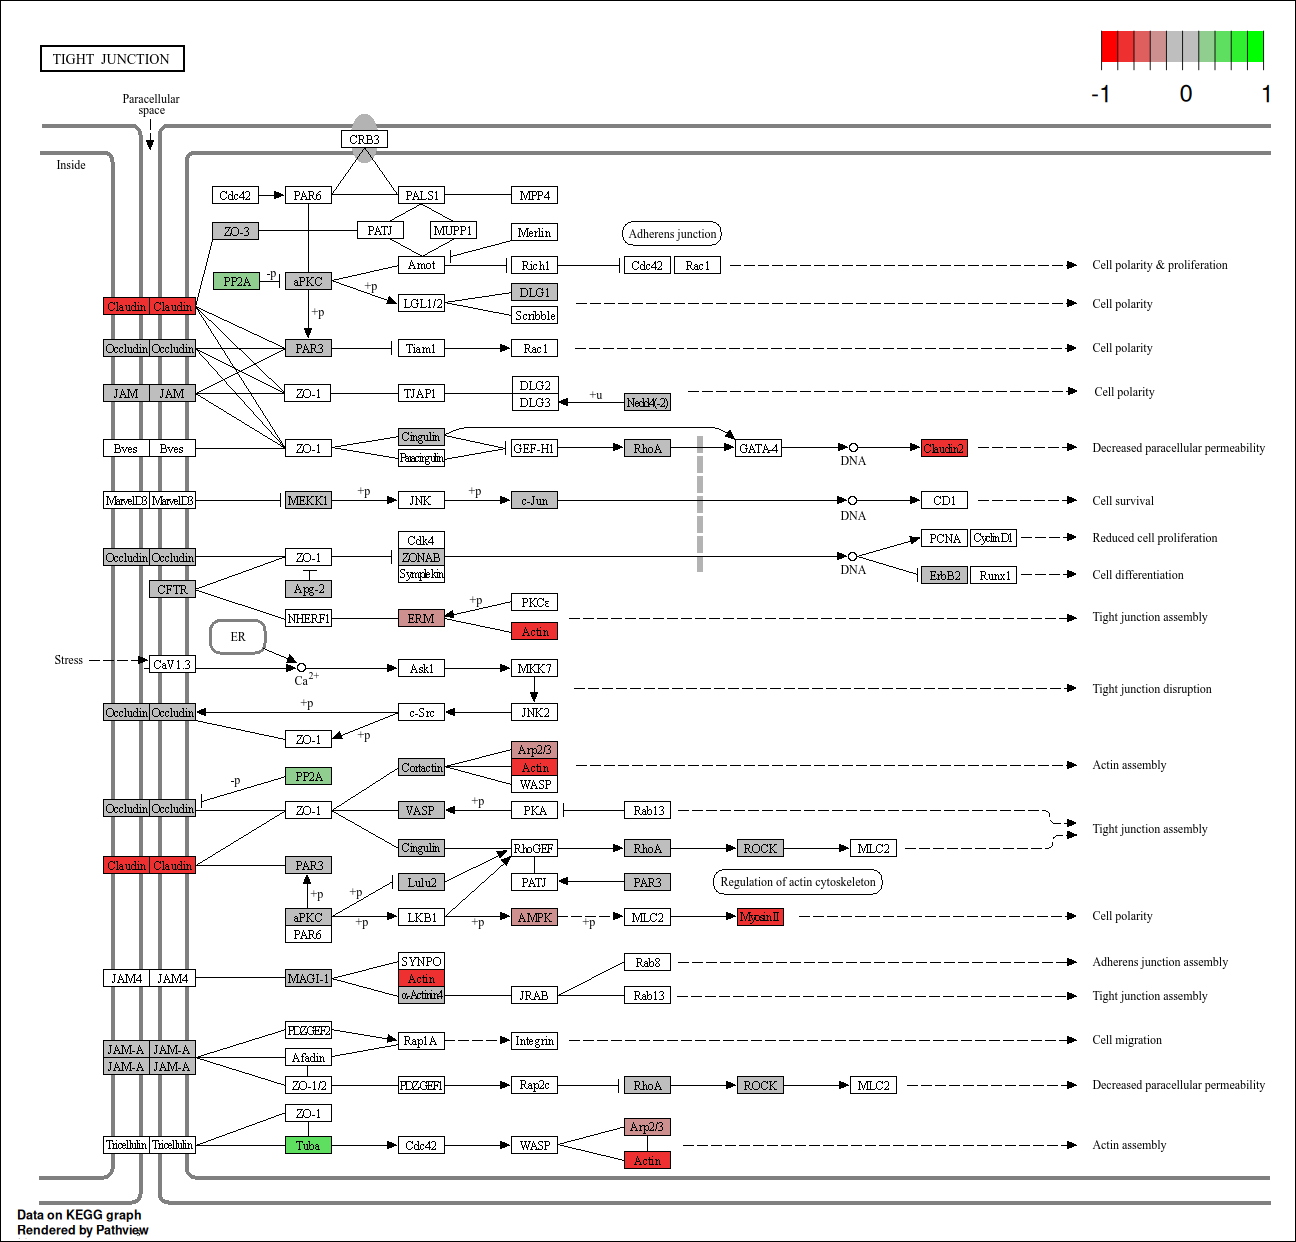 TIGHT JUNCTION
-1 0 1
Paracellular
space
CRB3
Inside
Cdc42 PAR6 PALS1 MPP4
ZO-3 PATJ MUPP1 Merlin Adherens junction
Amot Rich1 Cdc42 Rac1 Cell polarity & proliferation
PP2A -p aPKC +p
LGL1/2 DLG1 Cell polarity
Claudin Claudin +p Scribble
Occludin Occludin PAR3 Tiam1 Rac1 Cell polarity
JAM JAM ZO-1 TJAP1 DLG2 Cell polarity
DLG3 +u Nedd4(-2)
Cingulin
Bves Bves ZO-1 GEF-H1 RhoA GATA-4 Claudin2 Decreased paracellular permeability
Paracingulin DNA
MarvelD3 MarvelD3 MEKK1 +p JNK +p c-Jun CD1 Cell survival
DNA
Cdk4 PCNA CyclinD1 Reduced cell proliferation
Occludin Occludin ZO-1 ZONAB
Symplekin DNA ErbB2 Runx1 Cell differentiation
CFTR Apg-2
+p PKCε
NHERF1 ERM Tight junction assembly
Actin
ER
Stress CaV1.3 Ca2+ Ask1 MKK7
Tight junction disruption
Occludin Occludin +p c-Src JNK2
ZO-1 +p
Arp2/3
Cortactin Actin Actin assembly
-p PP2A WASP
Occludin Occludin ZO-1 VASP +p PKA Rab13
Tight junction assembly
Cingulin RhoGEF RhoA ROCK MLC2
Claudin Claudin PAR3
+p +p Lulu2 PATJ PAR3 Regulation of actin cytoskeleton
aPKC +p LKB1 +p AMPK +p MLC2 MyosinII Cell polarity
PAR6
SYNPO Rab8 Adherens junction assembly
JAM4 JAM4 MAGI-1 Actin
α-Actinin4 JRAB Rab13 Tight junction assembly
PDZGEF2
JAM-A JAM-A Rap1A Integrin Cell migration
JAM-A JAM-A Afadin
ZO-1/2 PDZGEF1 Rap2c RhoA ROCK MLC2 Decreased paracellular permeability
ZO-1
Arp2/3
Tricellulin Tricellulin Tuba Cdc42 WASP Actin assembly
Actin
Data on KEGG graph
Rendered by Pathview